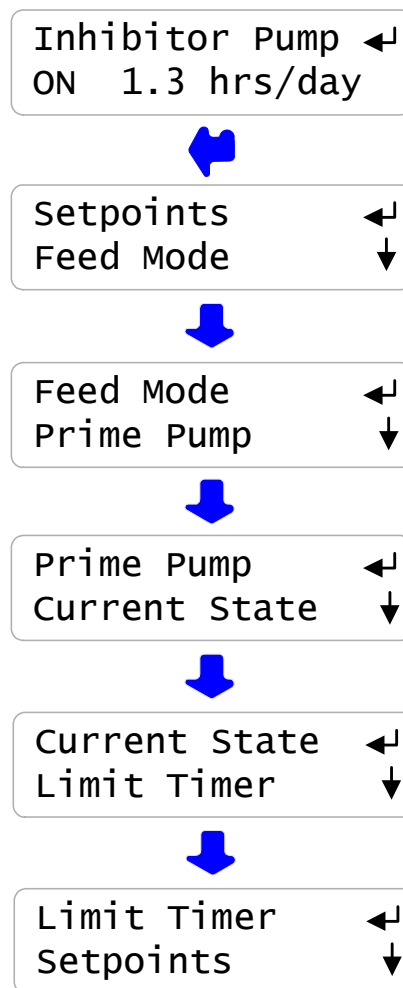 Inhibitor Pump
ON 1.3 hrs/day
Setpoints
Feed Mode
Feed Mode
Prime Pump
Prime Pump
Current State
Current State
Limit Timer
Limit Timer
Setpoints